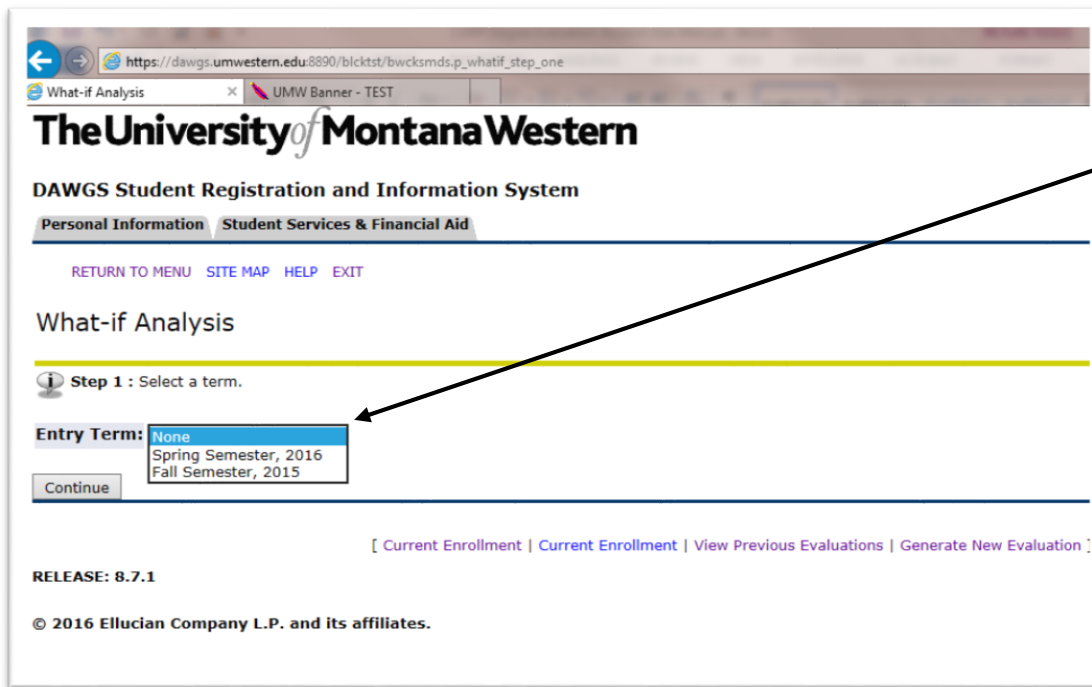 https://dawgs.umwestern.edu:8890/blcktst/bwcksmds.p_whatif_step_one
What-if Analysis × UMW Banner - TEST
The University of Montana Western
DAWGS Student Registration and Information System
Personal Information Student Services & Financial Aid
RETURN TO MENU SITE MAP HELP EXIT
What-if Analysis
i Step 1 : Select a term.
Entry Term: None
Spring Semester, 2016
Fall Semester, 2015
Continue
[ Current Enrollment | Current Enrollment | View Previous Evaluations | Generate New Evaluation ]
RELEASE: 8.7.1
© 2016 Ellucian Company L.P. and its affiliates.